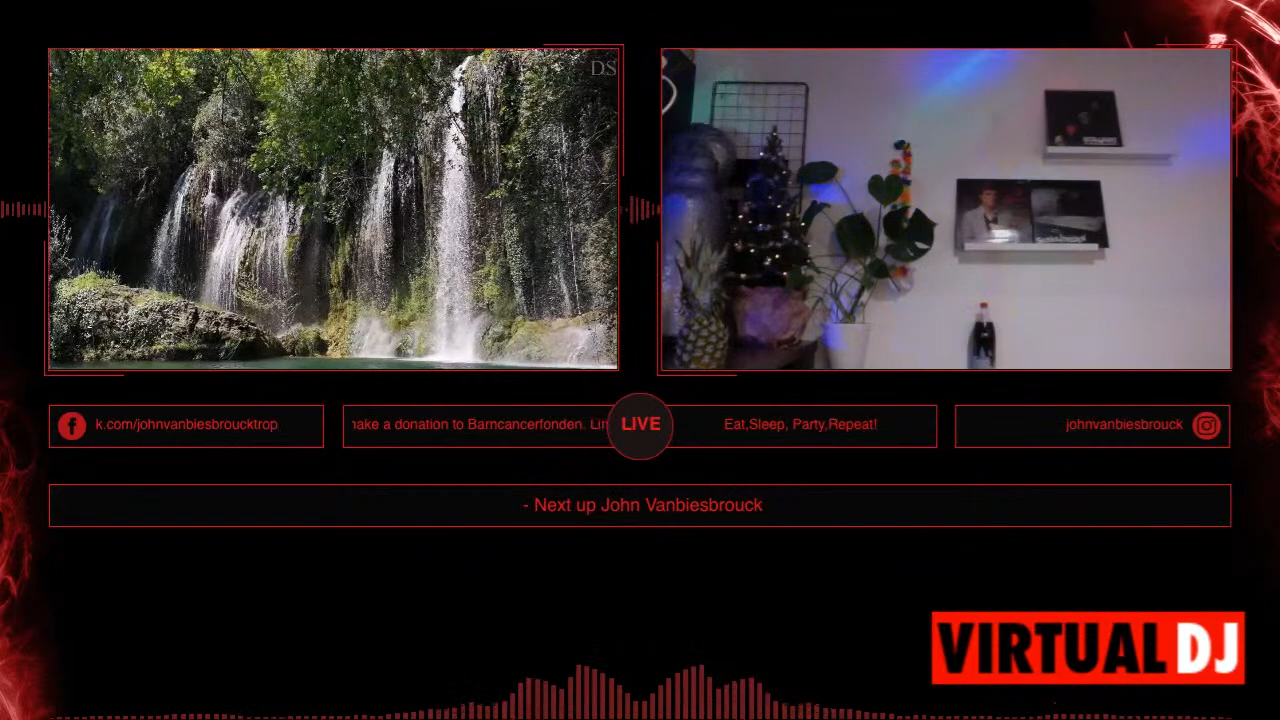 DS
k.com/johnvanbiesbroucktrop
make a donation to Barncancerfonden. Lin
LIVE
Eat,Sleep, Party,Repeat!
johnvanbiesbrouck
- Next up John Vanbiesbrouck
VIRTUAL DJ